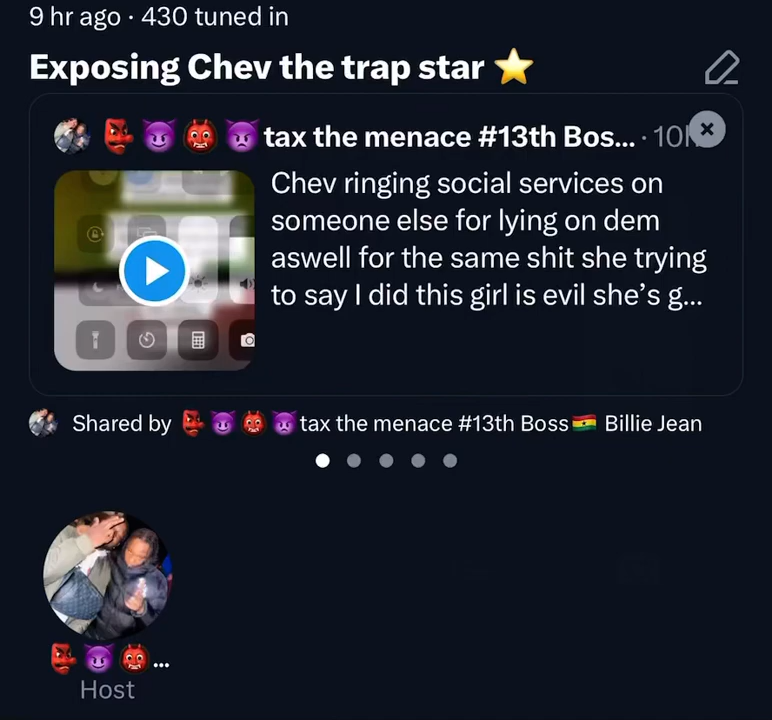 9 hr ago · 430 tuned in
Exposing Chev the trap star ⭐
👺😈👹👿tax the menace #13th Bos... · 10h
Chev ringing social services on
someone else for lying on dem
aswell for the same shit she trying
to say I did this girl is evil she’s g...
Shared by 👺😈👹👿tax the menace #13th Boss🇬🇭 Billie Jean
👺😈👹...
Host